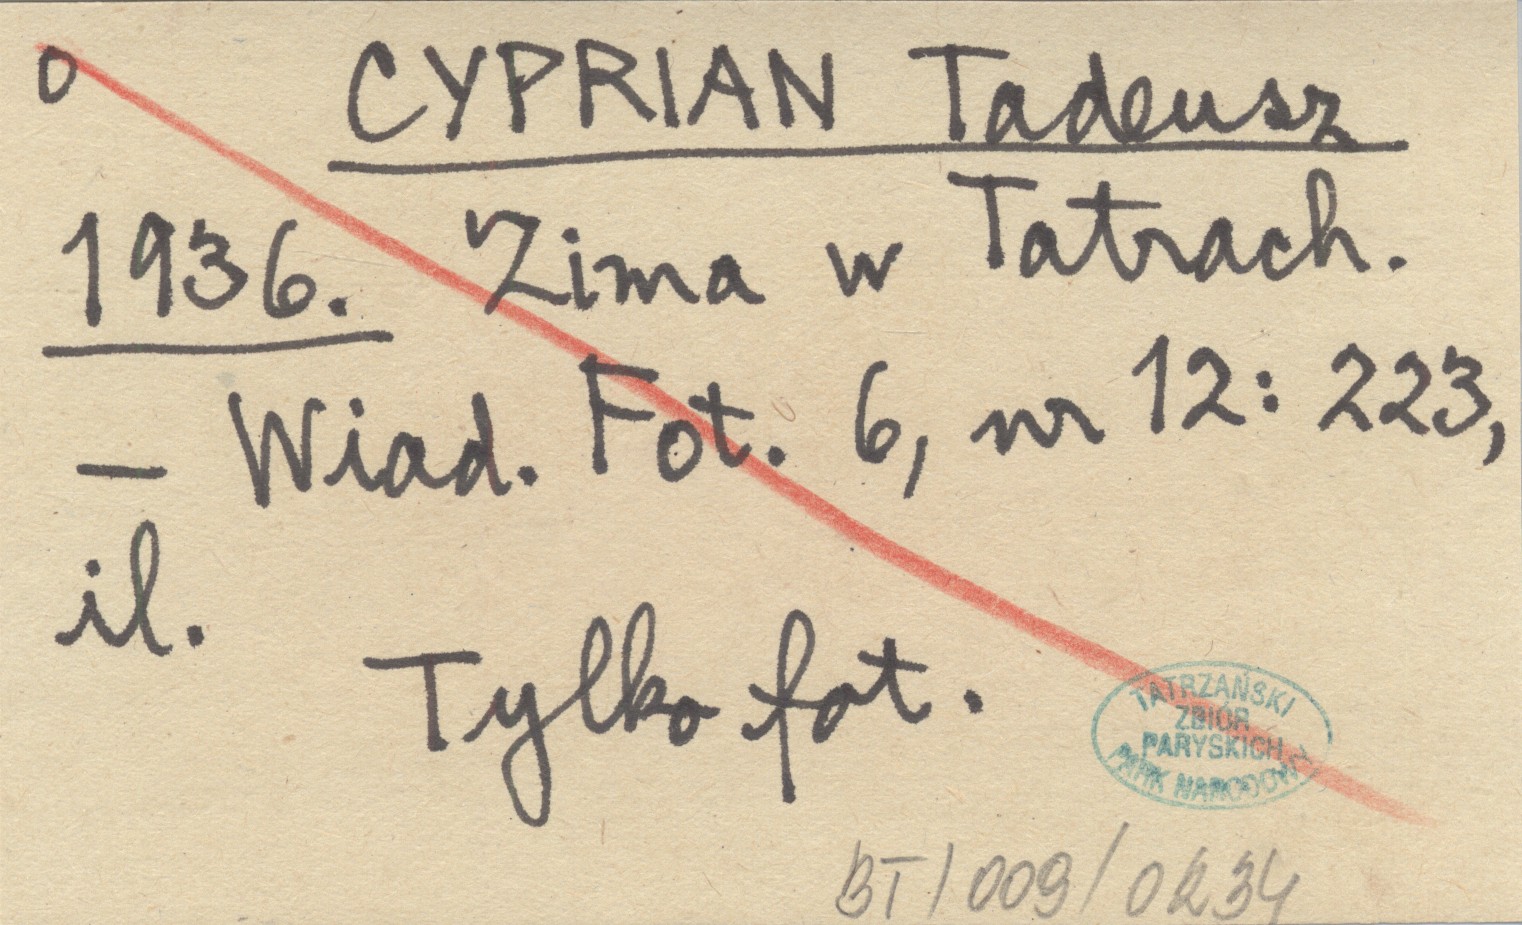 o CYPRIAN Tadeusz
1936. Zima w Tatrach.
– Wiad. Fot. 6, nr 12: 223,
il.
Tylko fot.
TATRZAŃSKI
ZBIÓR
PARYSKICH
PARK NARODOWY
BT/009/0234